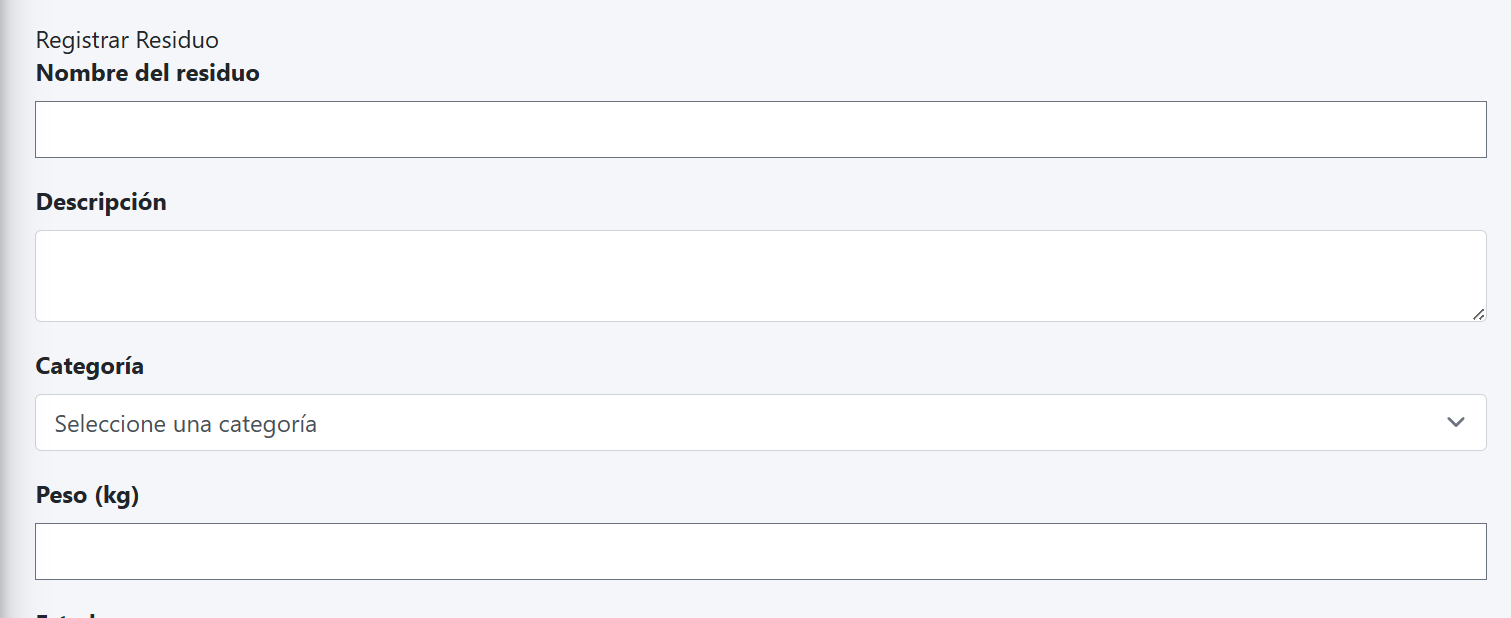 Registrar Residuo
Nombre del residuo
Descripción
Categoría
Seleccione una categoría
Peso (kg)